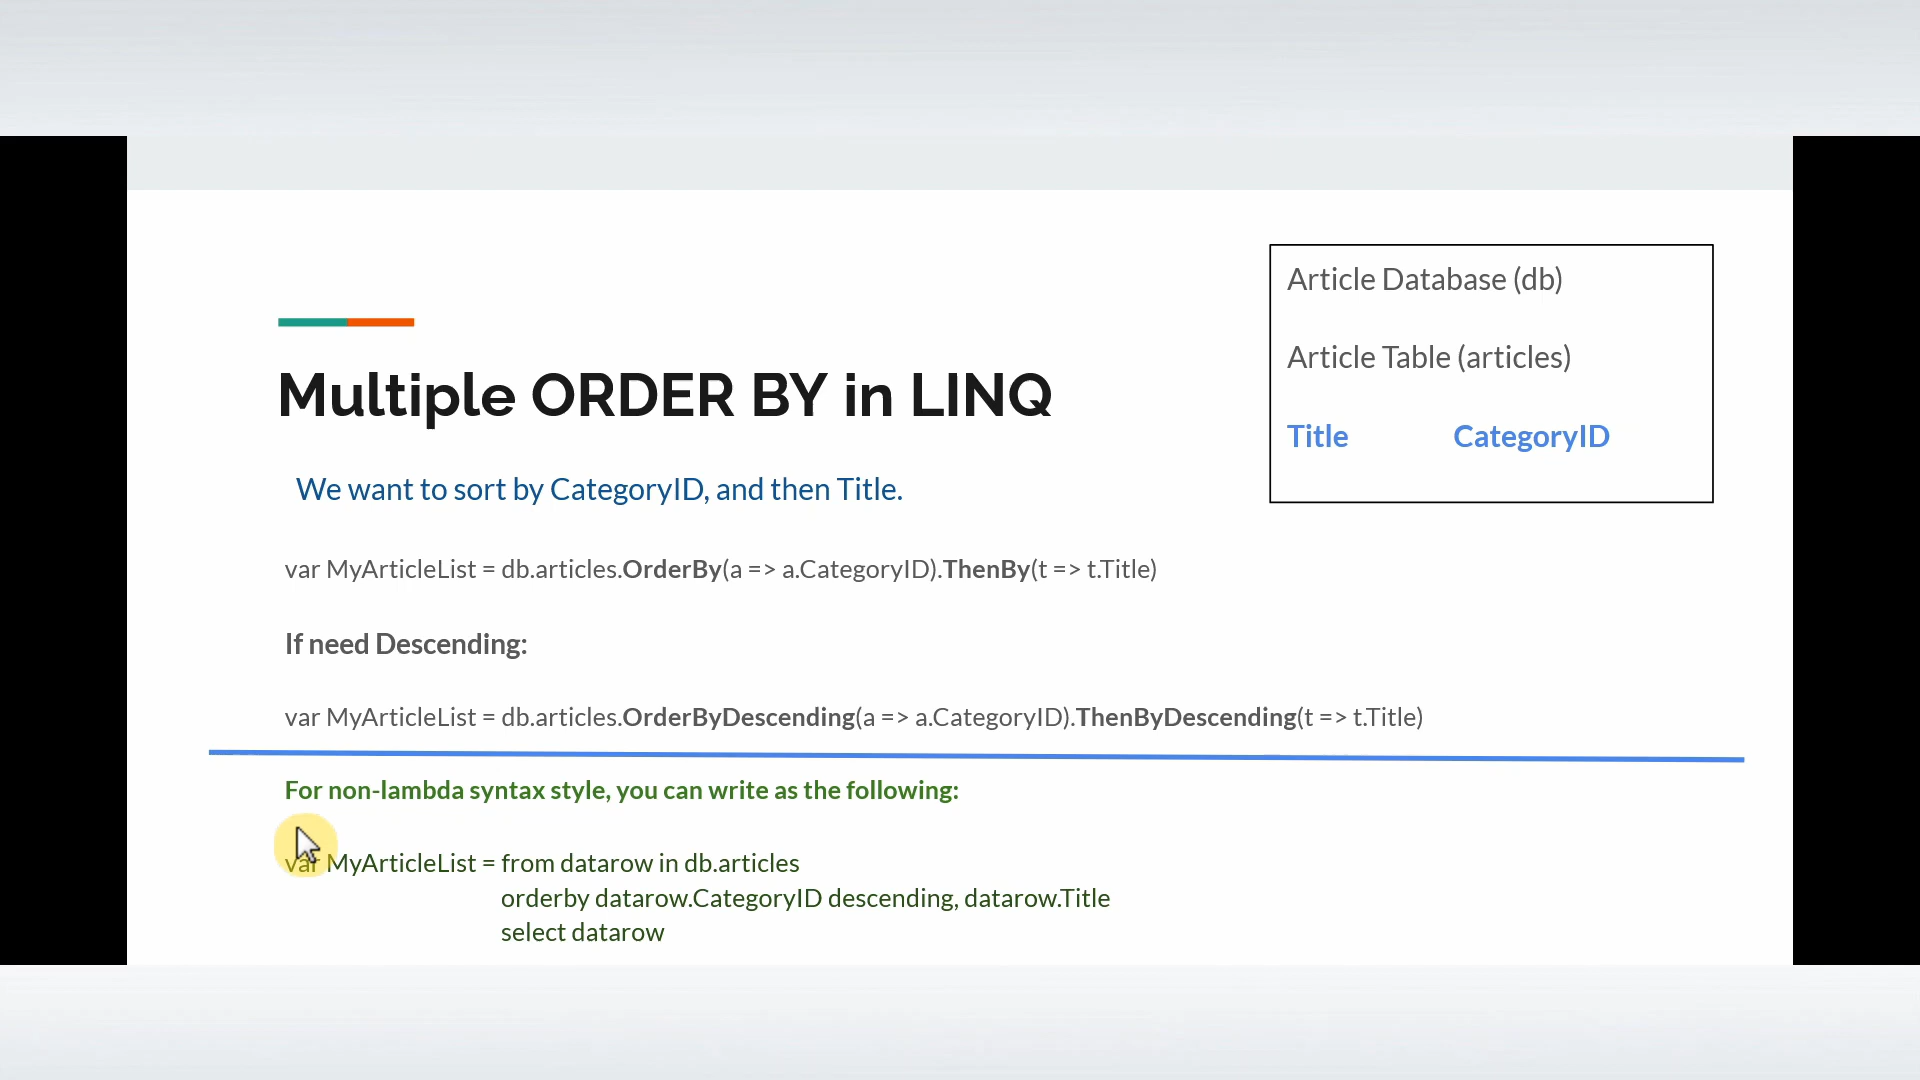 Article Database (db)
Article Table (articles)
Title CategoryID
Multiple ORDER BY in LINQ
We want to sort by CategoryID, and then Title.
var MyArticleList = db.articles.OrderBy(a => a.CategoryID).ThenBy(t => t.Title)
If need Descending:
var MyArticleList = db.articles.OrderByDescending(a => a.CategoryID).ThenByDescending(t => t.Title)
For non-lambda syntax style, you can write as the following:
var MyArticleList = from datarow in db.articles
orderby datarow.CategoryID descending, datarow.Title
select datarow